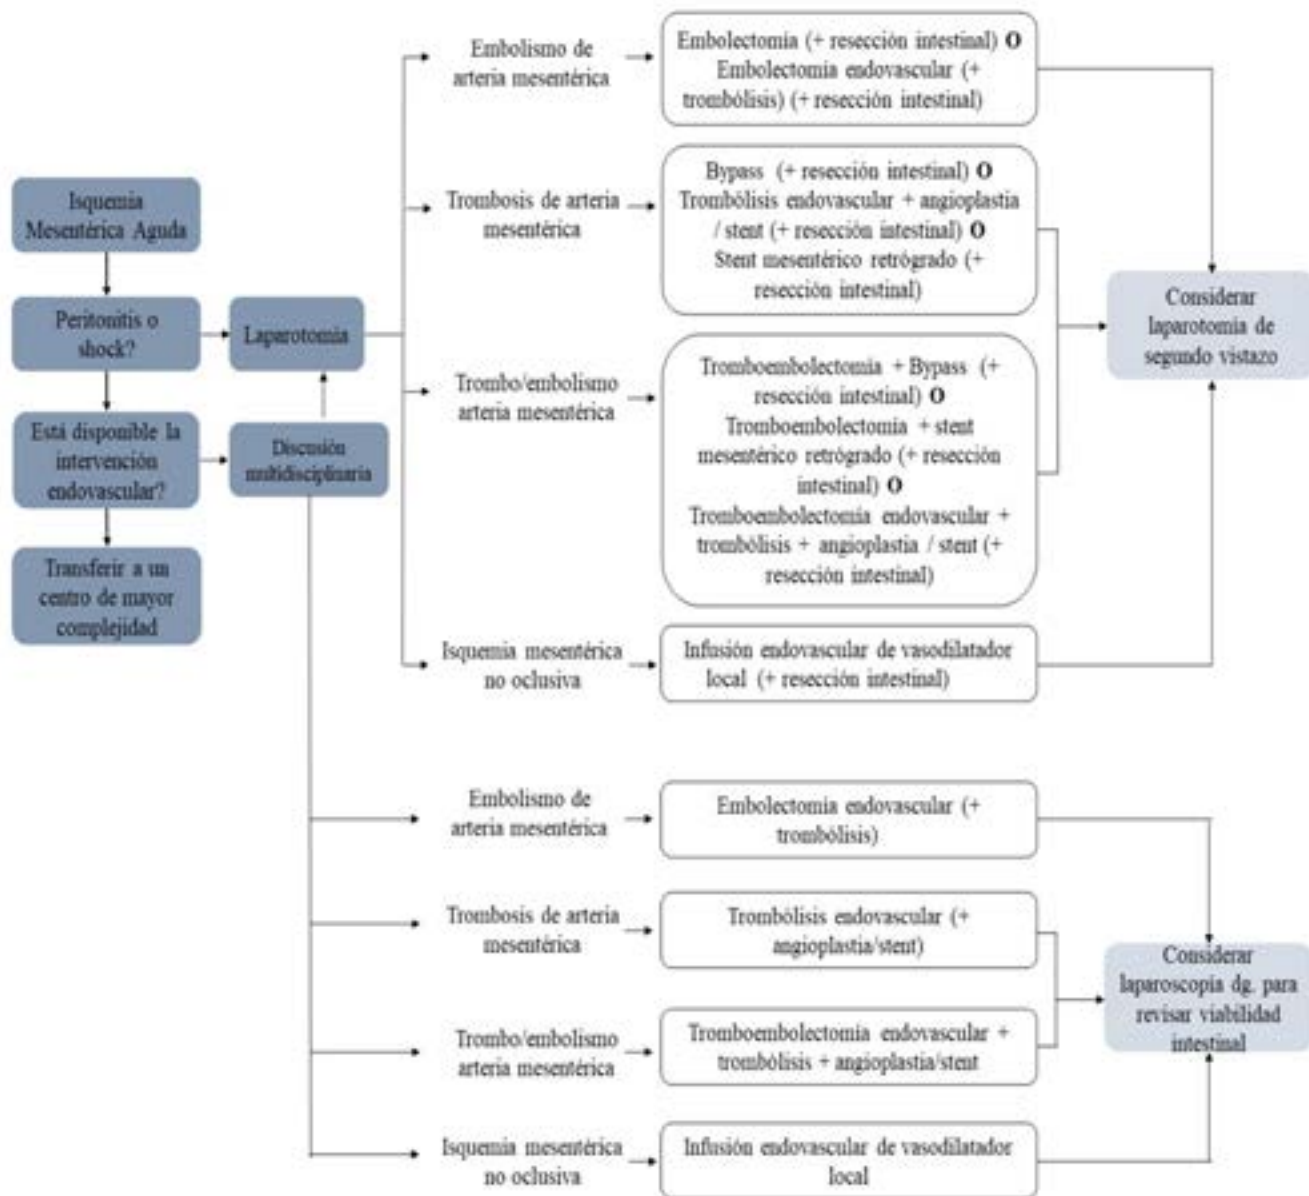 Isquemia
Mesentérica Aguda
Peritonitis o
shock?
Está disponible la
intervención
endovascular?
Transferir a un
centro de mayor
complejidad
Laparotomía
Discusión
multidisciplinaria
Embolismo de
arteria mesentérica
Embolectomía (+ resección intestinal) O
Embolectomía endovascular (+
trombólisis) (+ resección intestinal)
Trombosis de arteria
mesentérica
Bypass (+ resección intestinal) O
Trombólisis endovascular + angioplastia
/ stent (+ resección intestinal) O
Stent mesentérico retrógrado (+
resección intestinal)
Trombo/embolismo
arteria mesentérica
Tromboembolectomía + Bypass (+
resección intestinal) O
Tromboembolectomía + stent
mesentérico retrógrado (+ resección
intestinal) O
Tromboembolectomía endovascular +
trombólisis + angioplastia / stent (+
resección intestinal)
Isquemia mesentérica
no oclusiva
Infusión endovascular de vasodilatador
local (+ resección intestinal)
Considerar
laparotomía de
segundo vistazo
Embolismo de
arteria mesentérica
Embolectomía endovascular (+
trombólisis)
Trombosis de arteria
mesentérica
Trombólisis endovascular (+
angioplastia/stent)
Trombo/embolismo
arteria mesentérica
Tromboembolectomía endovascular +
trombólisis + angioplastia/stent
Isquemia mesentérica
no oclusiva
Infusión endovascular de vasodilatador
local
Considerar
laparoscopía dg. para
revisar viabilidad
intestinal